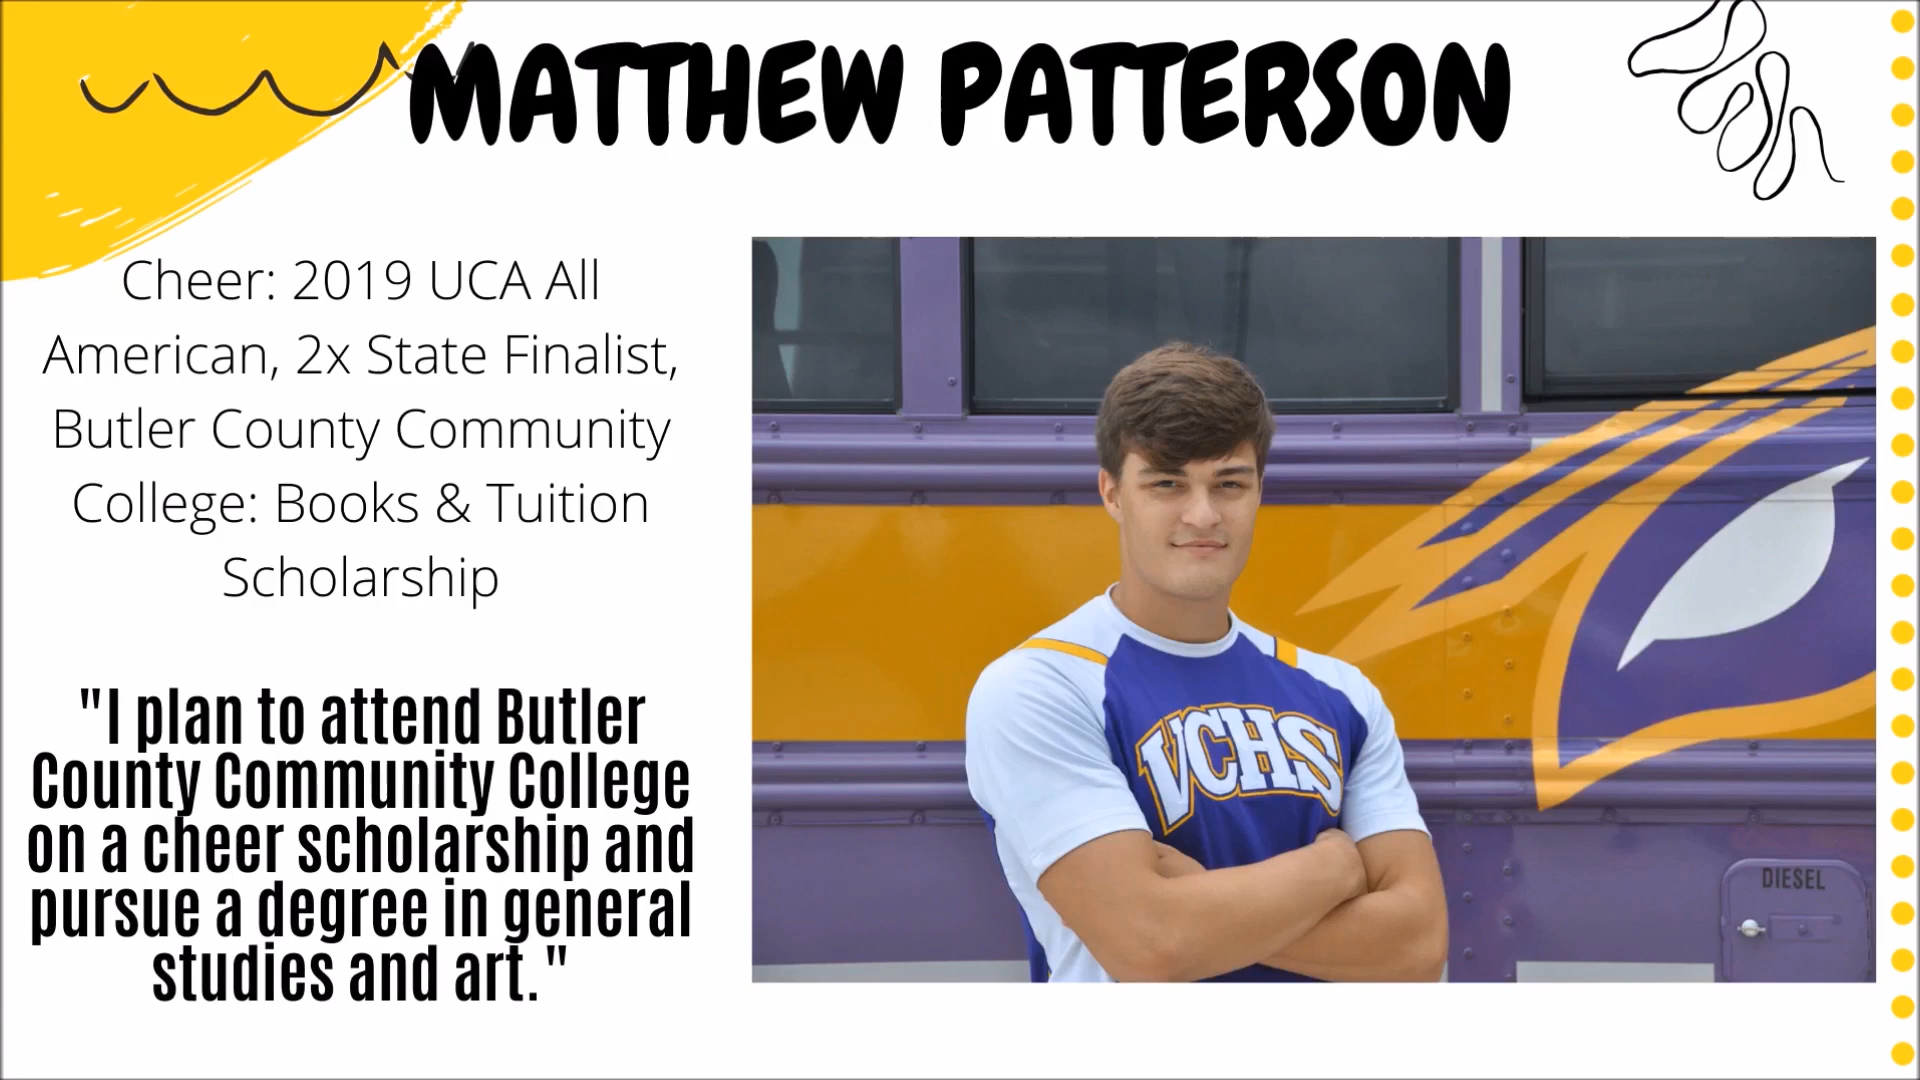 MATTHEW PATTERSON
Cheer: 2019 UCA All
American, 2x State Finalist,
Butler County Community
College: Books & Tuition
Scholarship
"I plan to attend Butler
County Community College
on a cheer scholarship and
pursue a degree in general
studies and art."
VCHS
DIESEL